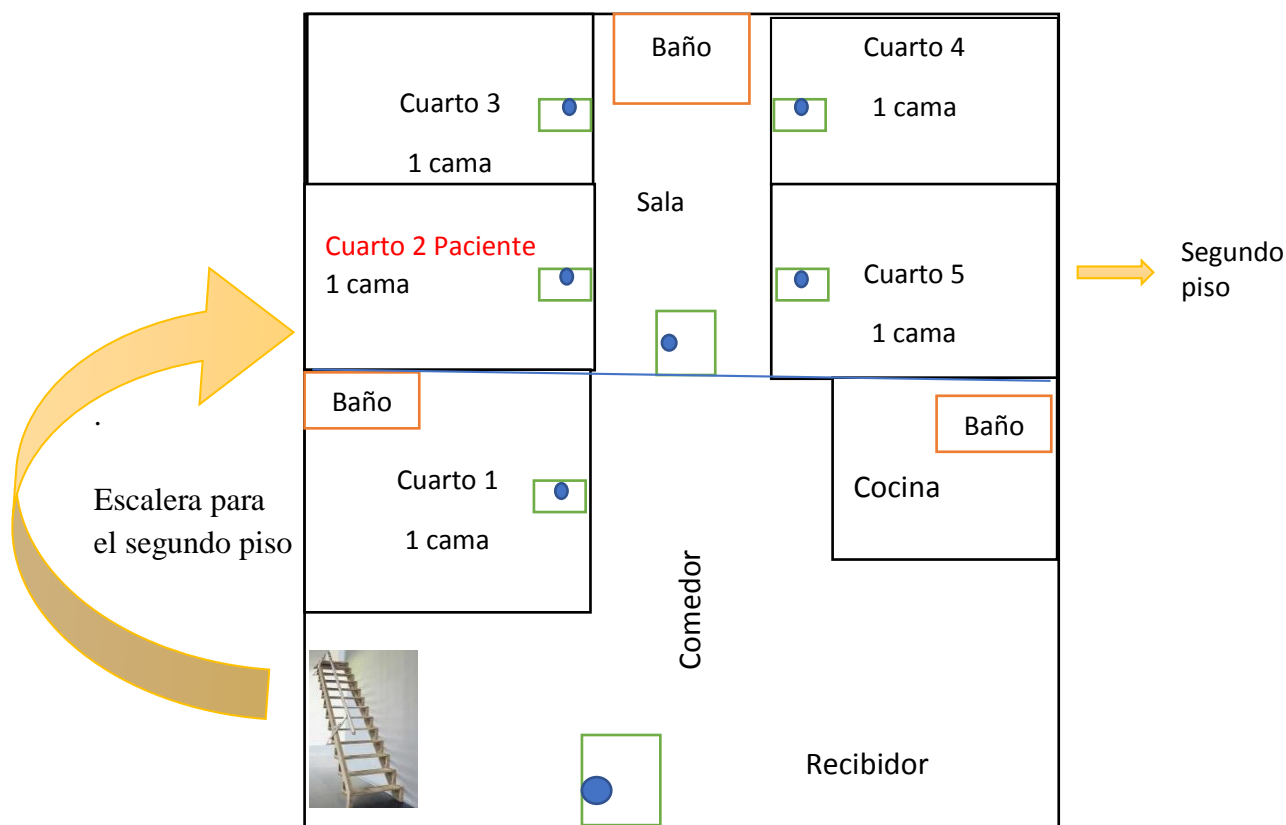 Baño
Cuarto 4
1 cama
Cuarto 3
1 cama
Sala
Cuarto 2 Paciente
1 cama
Cuarto 5
1 cama
Segundo
piso
Baño
.
Baño
Cuarto 1
1 cama
Cocina
Escalera para
el segundo piso
Comedor
Recibidor